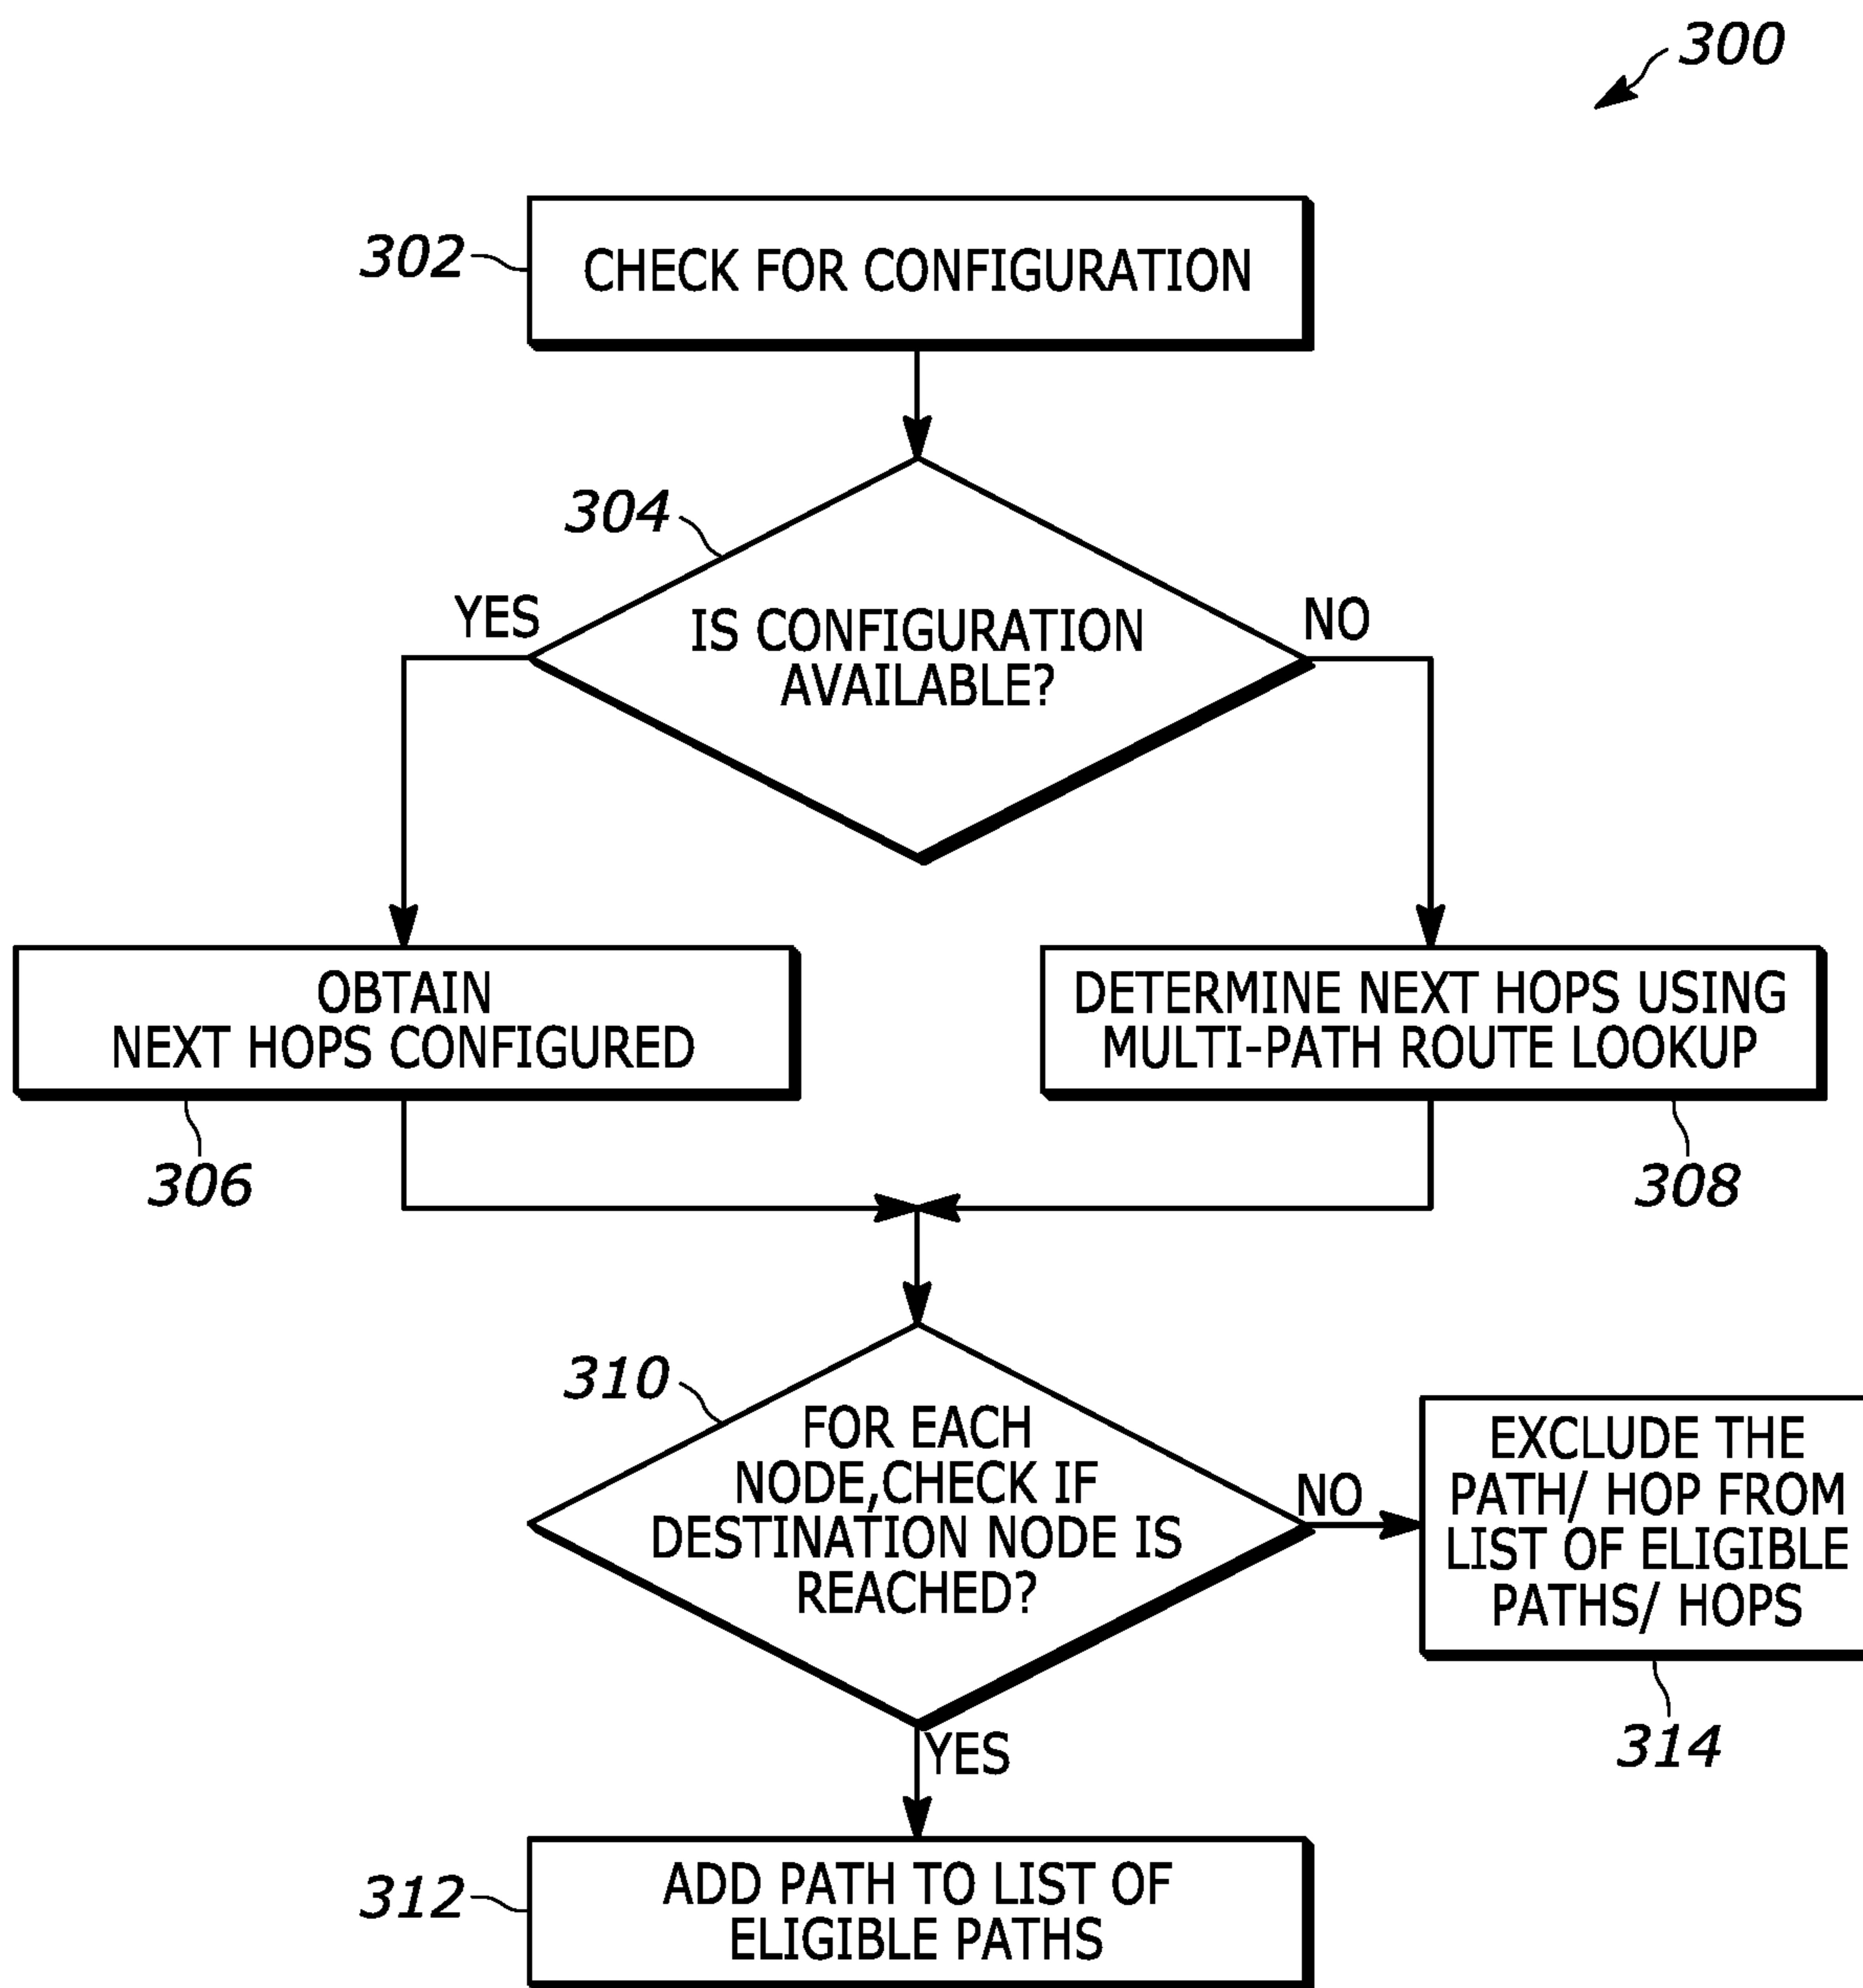 300
302
CHECK FOR CONFIGURATION
304
YES
IS CONFIGURATION
AVAILABLE?
NO
OBTAIN
NEXT HOPS CONFIGURED
306
DETERMINE NEXT HOPS USING
MULTI-PATH ROUTE LOOKUP
308
310
FOR EACH
NODE,CHECK IF
DESTINATION NODE IS
REACHED?
NO
EXCLUDE THE
PATH/ HOP FROM
LIST OF ELIGIBLE
PATHS/ HOPS
314
YES
312
ADD PATH TO LIST OF
ELIGIBLE PATHS